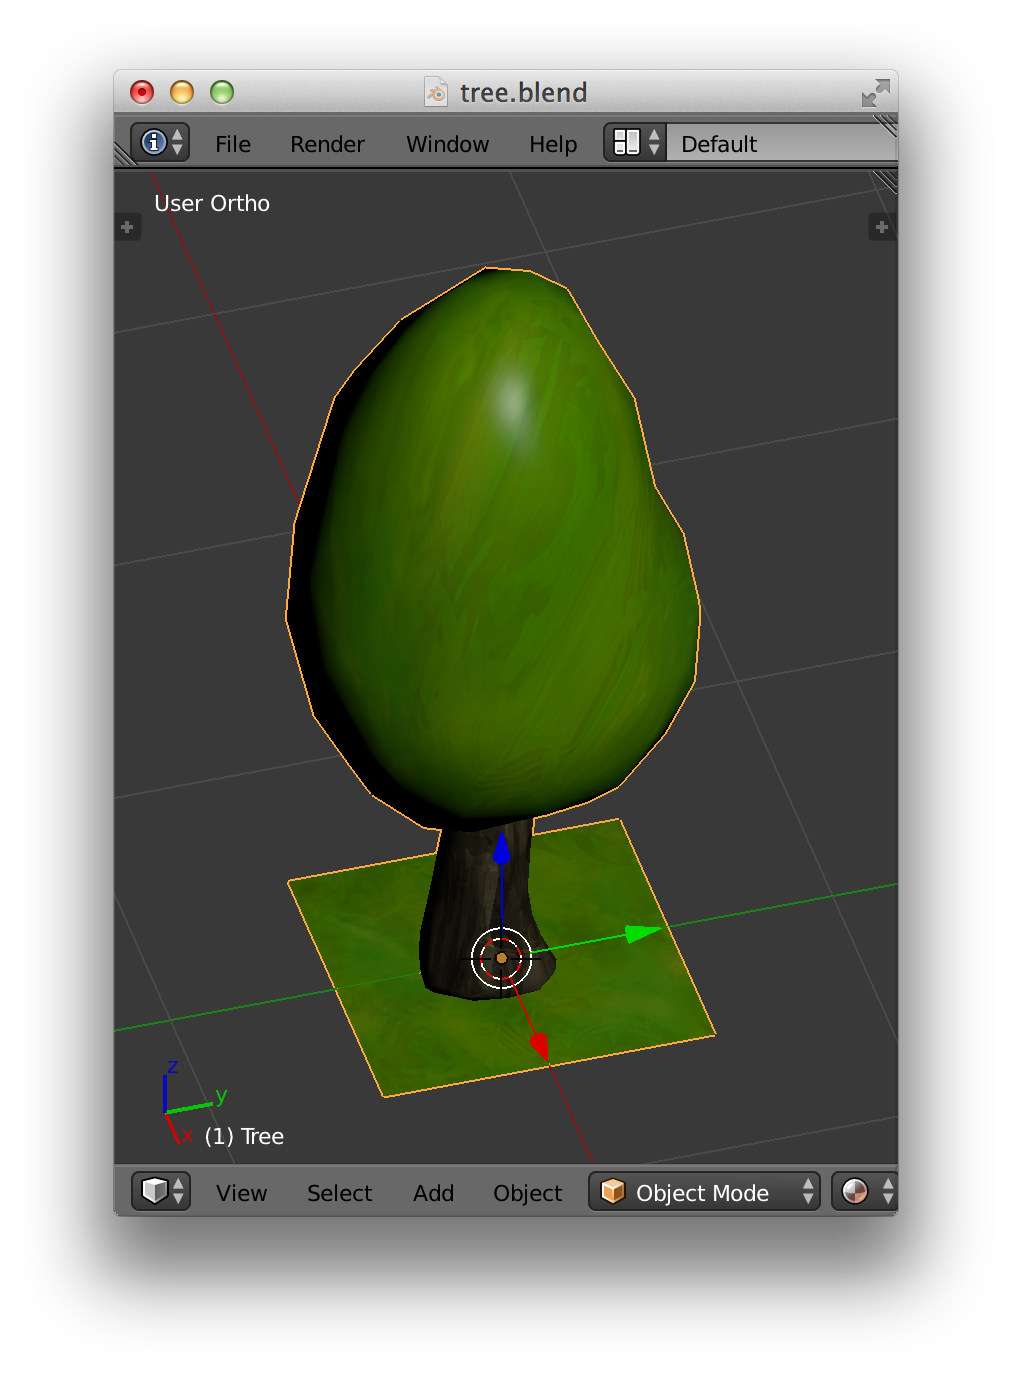 tree.blend
File Render Window Help Default
User Ortho
z
y
x
(1) Tree
View Select Add Object Object Mode